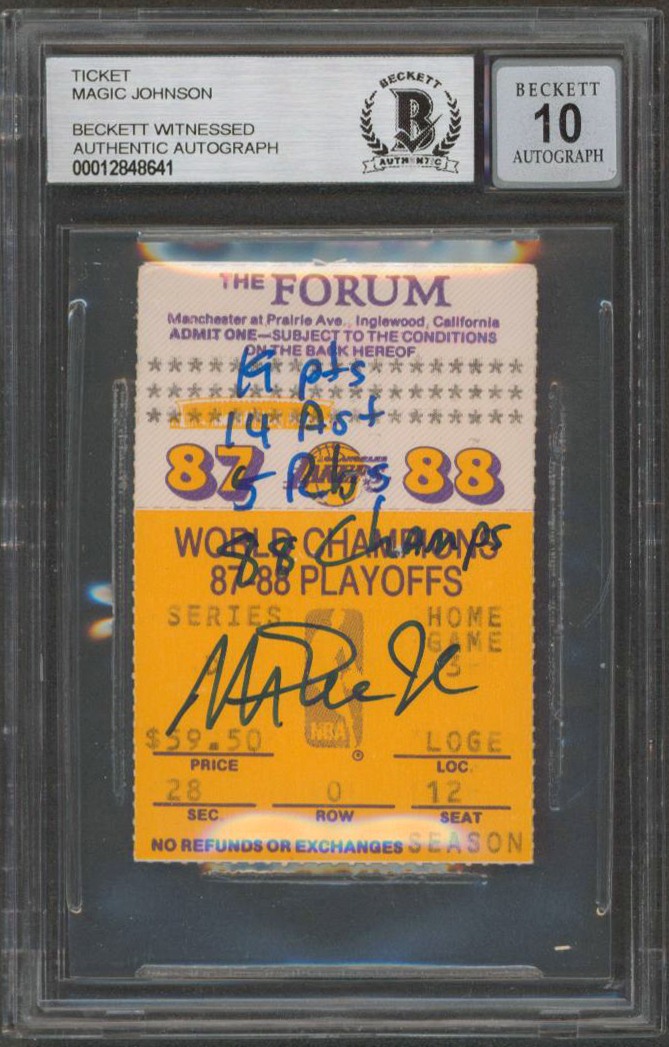 TICKET
MAGIC JOHNSON
BECKETT WITNESSED
AUTHENTIC AUTOGRAPH
00012848641
BECKETT
B
AUTHENTIC
BECKETT
10
AUTOGRAPH
THE FORUM
Manchester at Prairie Ave., Inglewood, California
ADMIT ONE—SUBJECT TO THE CONDITIONS
ON THE BACK HEREOF
19 pts
14 Ast
87 88
5 Rbs
WORLD CHAMPIONS
88 Champs
87-88 PLAYOFFS
SERIES HOME
GAME
NBA
$59.50 LOGE
PRICE LOC.
28 0 12
SEC. ROW SEAT
NO REFUNDS OR EXCHANGES SEASON